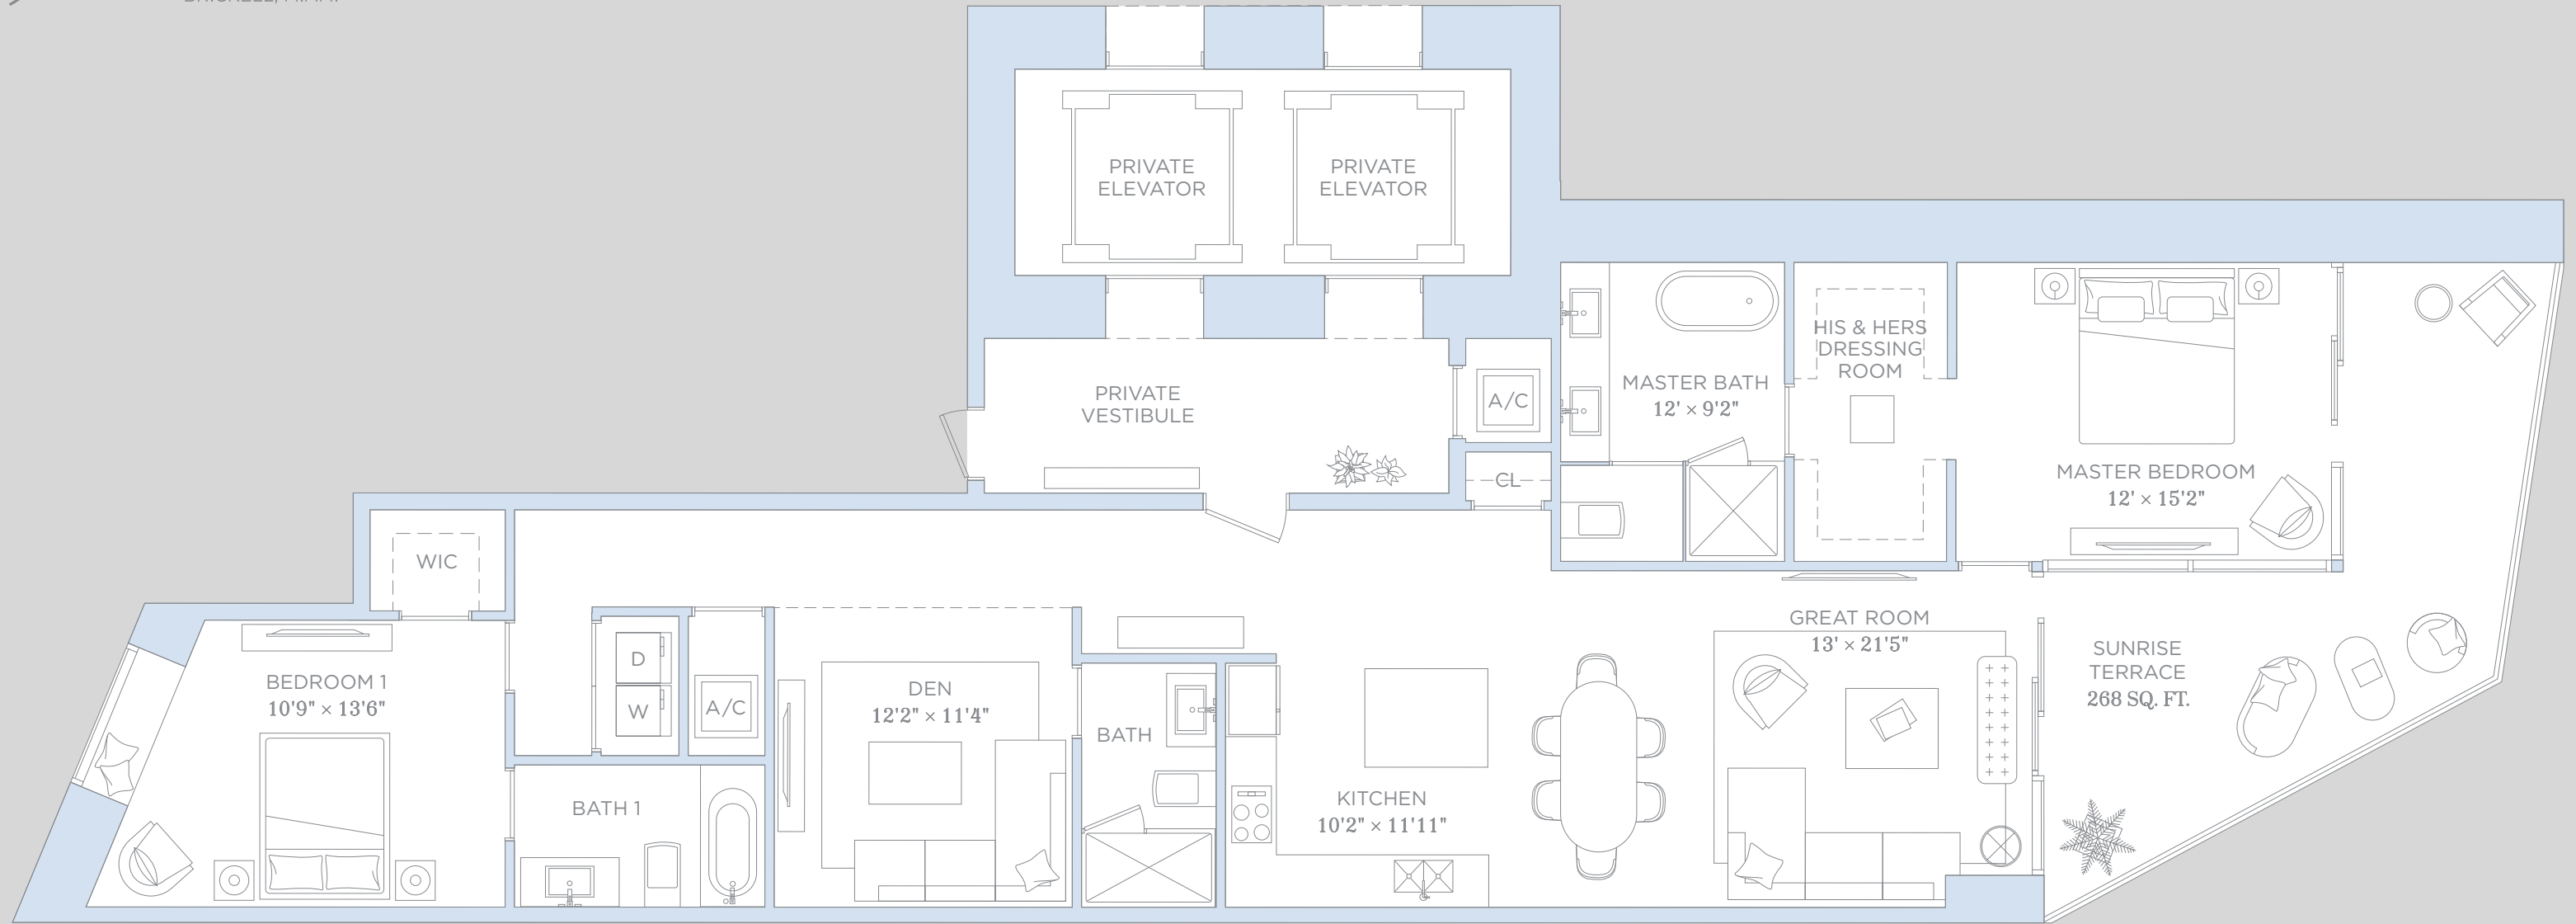 PRIVATE
ELEVATOR
PRIVATE
ELEVATOR
PRIVATE
VESTIBULE
A/C
CL
MASTER BATH
12' × 9'2"
HIS & HERS
DRESSING
ROOM
MASTER BEDROOM
12' × 15'2"
WIC
BEDROOM 1
10'9" × 13'6"
D
W
A/C
BATH 1
DEN
12'2" × 11'4"
BATH
KITCHEN
10'2" × 11'11"
GREAT ROOM
13' × 21'5"
SUNRISE
TERRACE
268 SQ. FT.